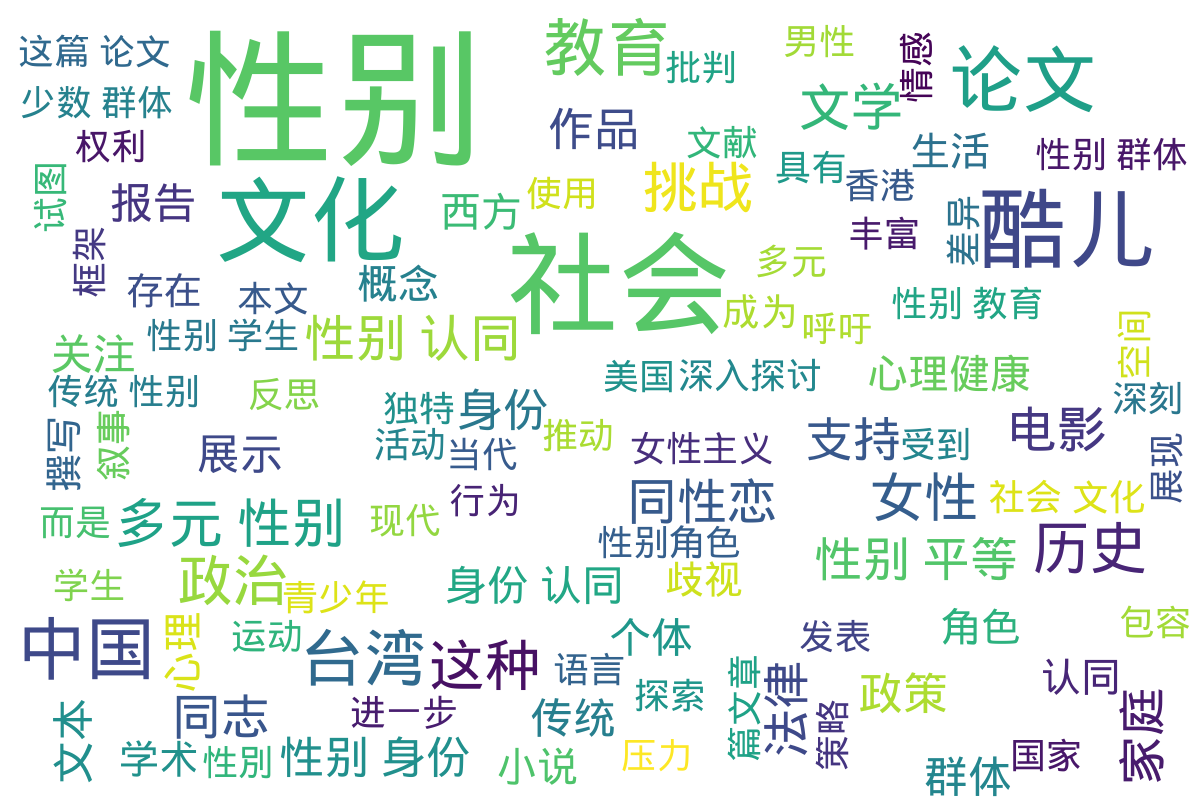 这篇 论文
少数 群体
权利
试图
框架
报告
性别
教育
批判
男性
情感
论文
作品
文献
文学
具有
生活
性别 群体
香港
文化
西方
使用
挑战
丰富
差异
酷儿
存在
本文
概念
社会
多元
成为
呼吁
性别 教育
空间
关注
性别 学生
性别 认同
传统 性别
反思
美国
深入探讨
心理健康
深刻
撰写
叙事
展示
独特
身份
活动
当代
推动
女性主义
支持
受到
电影
展现
而是
多元 性别
现代
行为
同性恋
女性
社会 文化
性别角色
性别 平等
历史
学生
政治
青少年
身份 认同
歧视
中国
心理
运动
台湾
这种
个体
发表
角色
包容
语言
探索
篇文章
法律
政策
认同
家庭
文本
同志
进一步
传统
策略
学术
性別
性别 身份
小说
压力
群体
国家